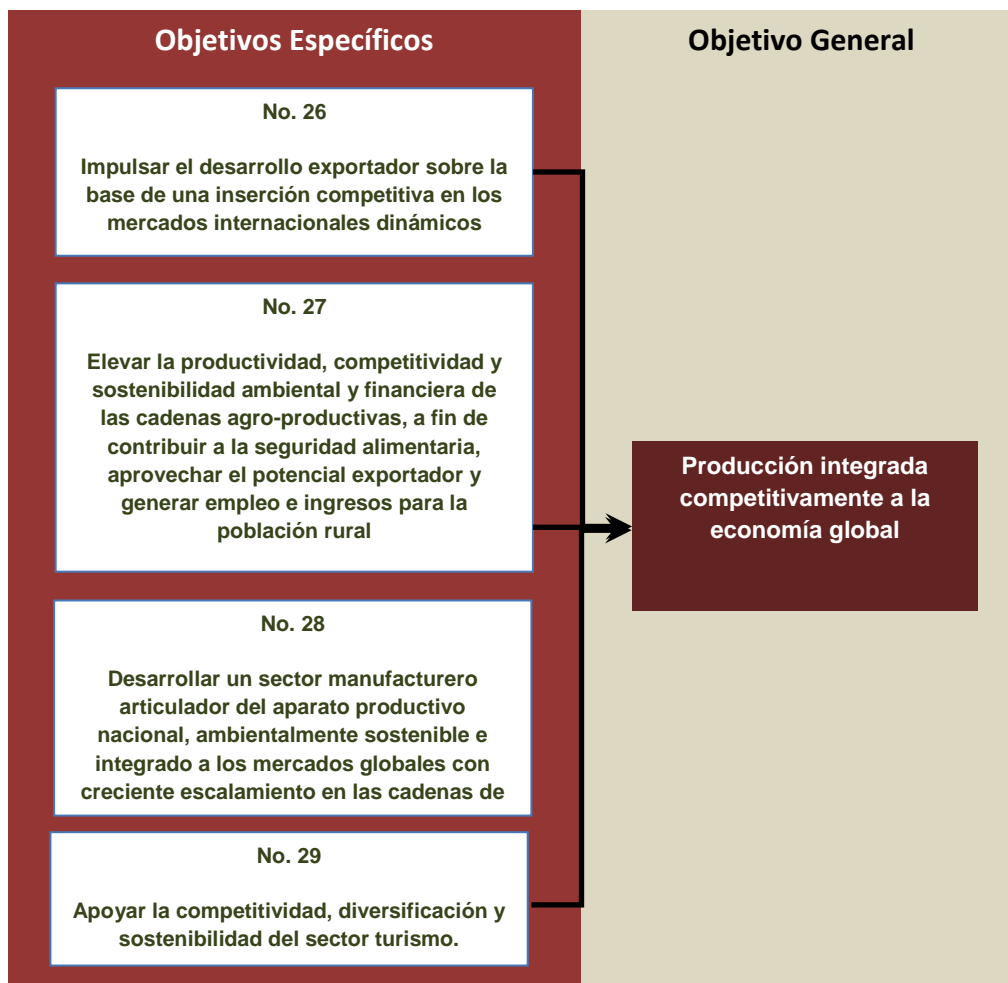 Objetivos Específicos
Objetivo General
No. 26
Impulsar el desarrollo exportador sobre la
base de una inserción competitiva en los
mercados internacionales dinámicos
No. 27
Elevar la productividad, competitividad y
sostenibilidad ambiental y financiera de
las cadenas agro-productivas, a fin de
contribuir a la seguridad alimentaria,
aprovechar el potencial exportador y
generar empleo e ingresos para la
población rural
No. 28
Desarrollar un sector manufacturero
articulador del aparato productivo
nacional, ambientalmente sostenible e
integrado a los mercados globales con
creciente escalamiento en las cadenas de
No. 29
Apoyar la competitividad, diversificación y
sostenibilidad del sector turismo.
Producción integrada
competitivamente a la
economía global